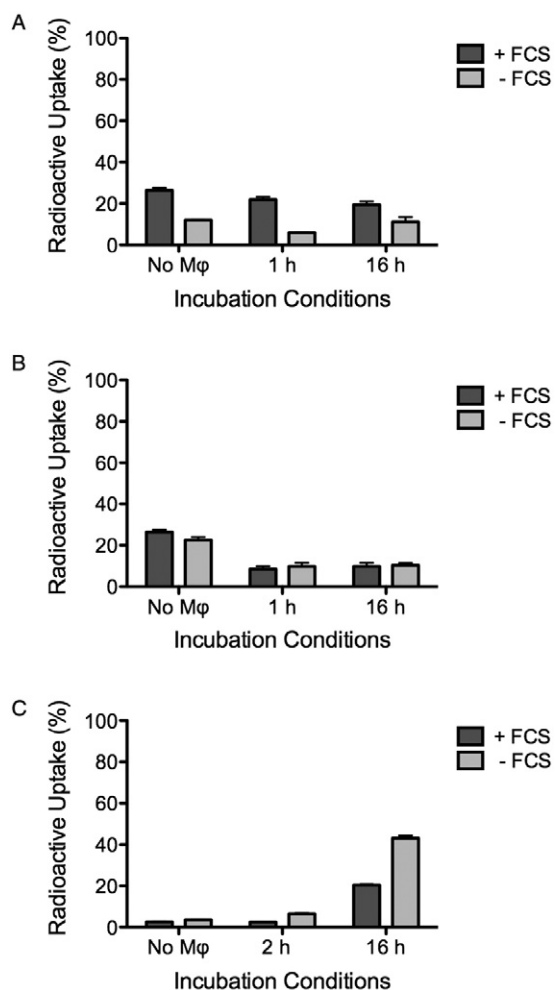 A
Radioactive Uptake (%)
100
80
60
40
20
0
No Mφ 1 h 16 h
Incubation Conditions
+ FCS
- FCS
B
Radioactive Uptake (%)
100
80
60
40
20
0
No Mφ 1 h 16 h
Incubation Conditions
+ FCS
- FCS
C
Radioactive Uptake (%)
100
80
60
40
20
0
No Mφ 2 h 16 h
Incubation Conditions
+ FCS
- FCS